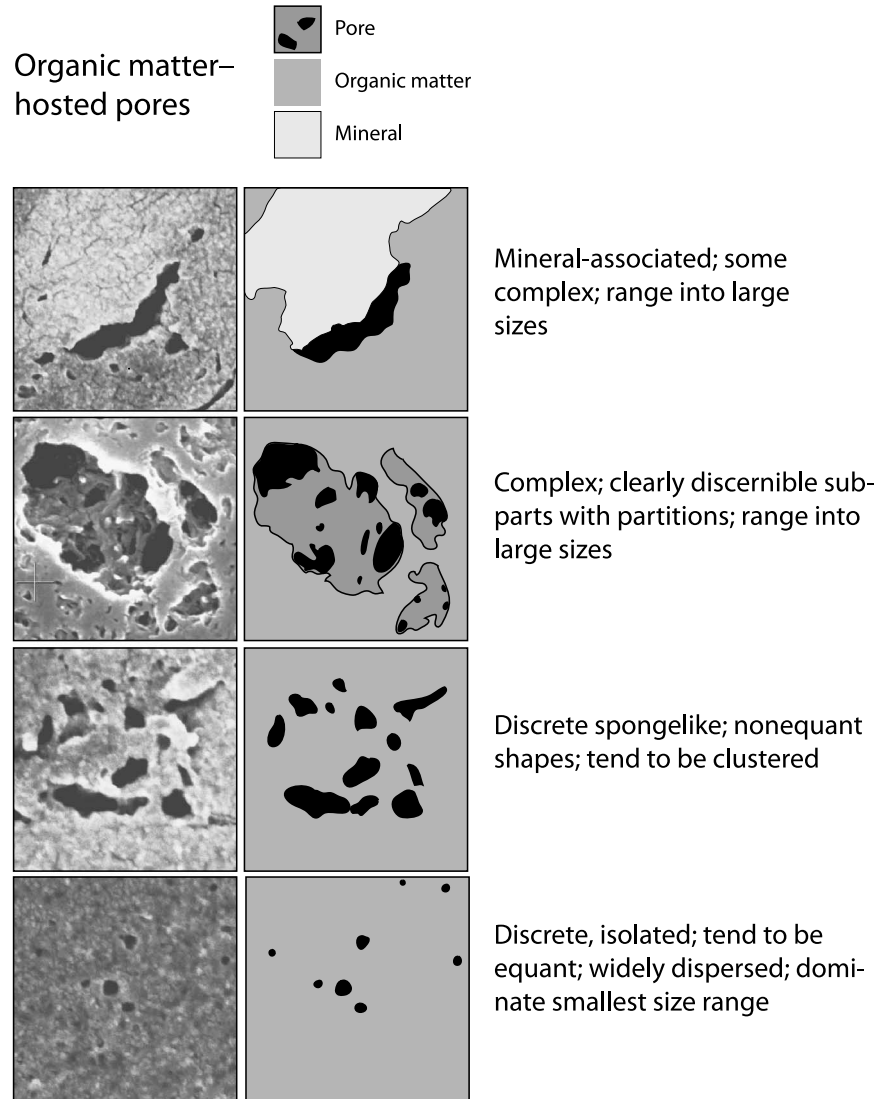 Organic matter–
hosted pores
Pore
Organic matter
Mineral
Mineral-associated; some
complex; range into large
sizes
Complex; clearly discernible sub-
parts with partitions; range into
large sizes
Discrete spongelike; nonequant
shapes; tend to be clustered
Discrete, isolated; tend to be
equant; widely dispersed; domi-
nate smallest size range